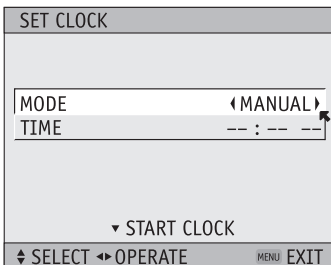 SET CLOCK
MODE ◂MANUAL▸
TIME --:-- --
▾ START CLOCK
SELECT ◂▸OPERATE MENU EXIT